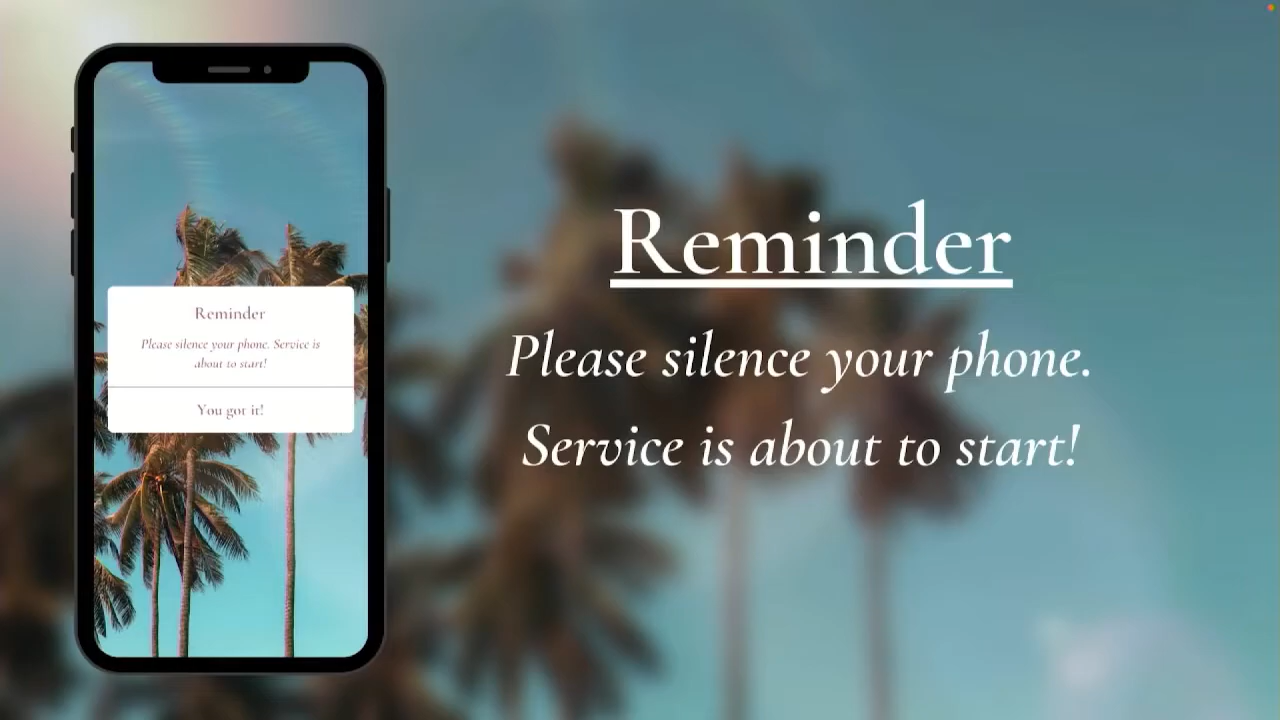 Reminder
Please silence your phone. Service is
about to start!
You got it!
Reminder
Please silence your phone.
Service is about to start!